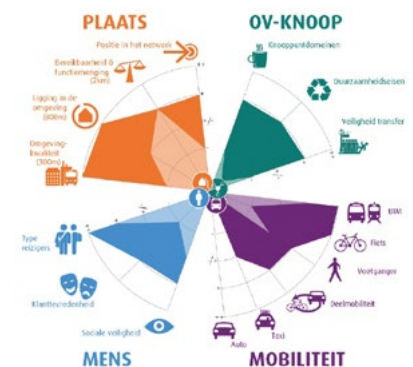 PLAATS
OV-KNOOP
Positie in het netwerk
Bereikbaarheid &
functiemenging
(2km)
Ligging in de
omgeving
(800m)
Omgeving-
kwaliteit
(300m)
Knooppuntdomeinen
Duurzaamheidseisen
Veiligheid transfer
Type
reizigers
Klanttevredenheid
Sociale veiligheid
BTM
Fiets
Voetganger
Deelmobiliteit
Taxi
Auto
MENS
MOBILITEIT